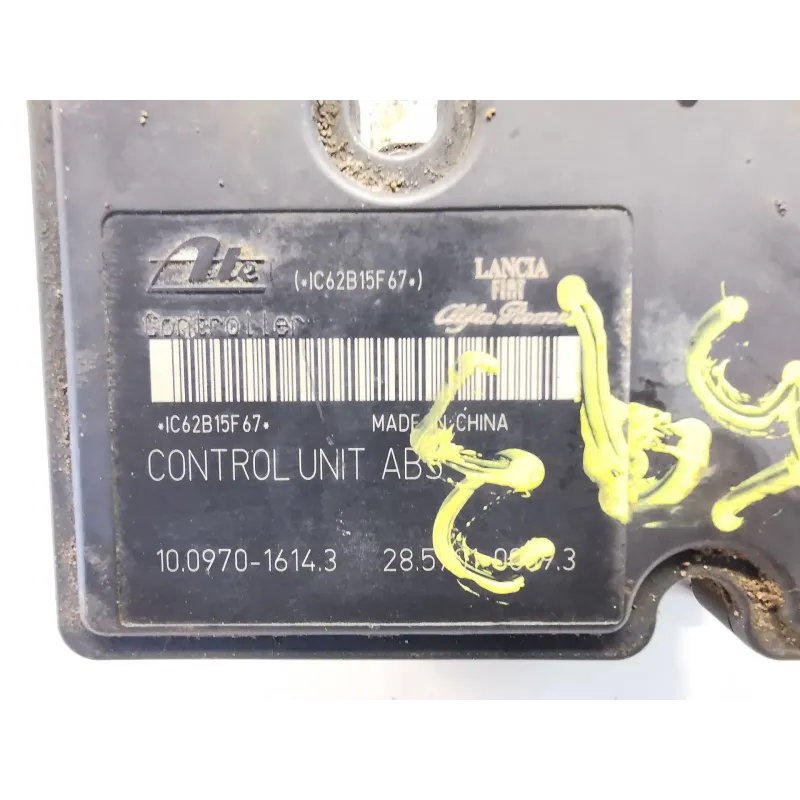 Ate (*IC62B15F67*) LANCIA
FIAT
Controller Alfa Romeo
*IC62B15F67* MADE IN CHINA
CONTROL UNIT ABS
10.0970-1614.3